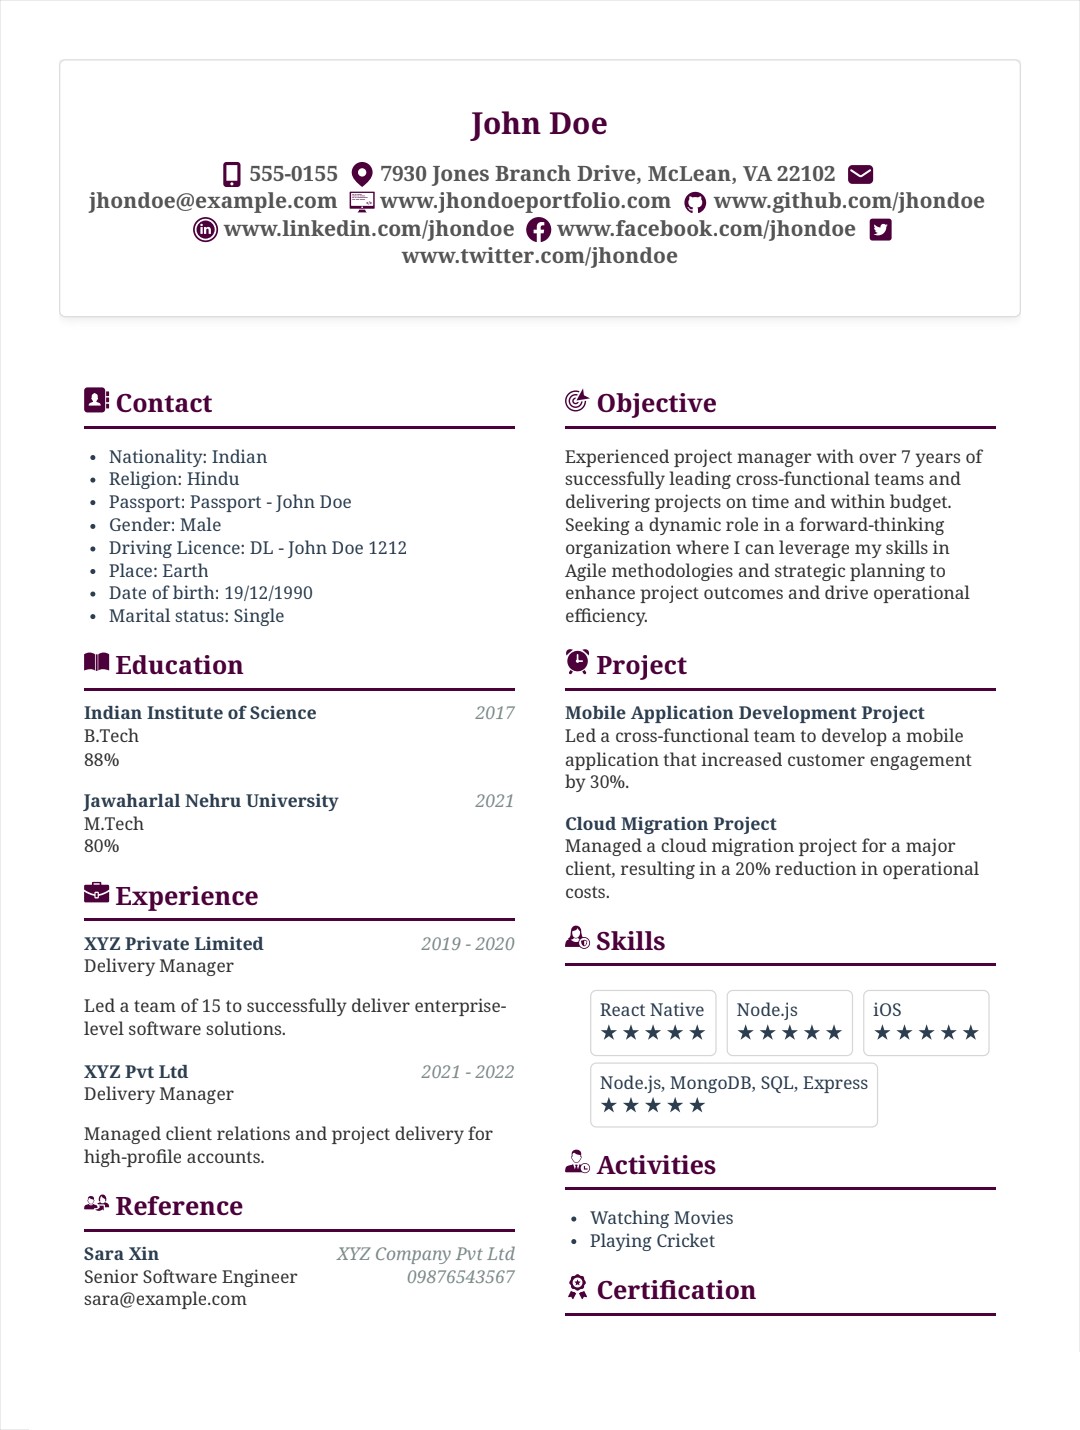 John Doe
555-0155 7930 Jones Branch Drive, McLean, VA 22102
jhondoe@example.com www.jhondoeportfolio.com www.github.com/jhondoe
www.linkedin.com/jhondoe www.facebook.com/jhondoe
www.twitter.com/jhondoe
Contact
• Nationality: Indian
• Religion: Hindu
• Passport: Passport - John Doe
• Gender: Male
• Driving Licence: DL - John Doe 1212
• Place: Earth
• Date of birth: 19/12/1990
• Marital status: Single
Education
Indian Institute of Science 2017
B.Tech
88%
Jawaharlal Nehru University 2021
M.Tech
80%
Experience
XYZ Private Limited 2019 - 2020
Delivery Manager
Led a team of 15 to successfully deliver enterprise-
level software solutions.
XYZ Pvt Ltd 2021 - 2022
Delivery Manager
Managed client relations and project delivery for
high-profile accounts.
Reference
Sara Xin XYZ Company Pvt Ltd
Senior Software Engineer 09876543567
sara@example.com
Objective
Experienced project manager with over 7 years of
successfully leading cross-functional teams and
delivering projects on time and within budget.
Seeking a dynamic role in a forward-thinking
organization where I can leverage my skills in
Agile methodologies and strategic planning to
enhance project outcomes and drive operational
efficiency.
Project
Mobile Application Development Project
Led a cross-functional team to develop a mobile
application that increased customer engagement
by 30%.
Cloud Migration Project
Managed a cloud migration project for a major
client, resulting in a 20% reduction in operational
costs.
Skills
React Native Node.js iOS
★★★★★ ★★★★★ ★★★★★
Node.js, MongoDB, SQL, Express
★★★★★
Activities
• Watching Movies
• Playing Cricket
Certification